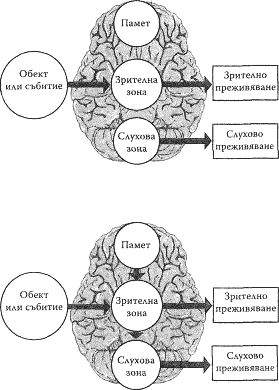 Памет
Обект
или събитие
Зрителна
зона
Зрително
преживяване
Слухова
зона
Слухово
преживяване
Памет
Обект
или събитие
Зрителна
зона
Зрително
преживяване
Слухова
зона
Слухово
преживяване